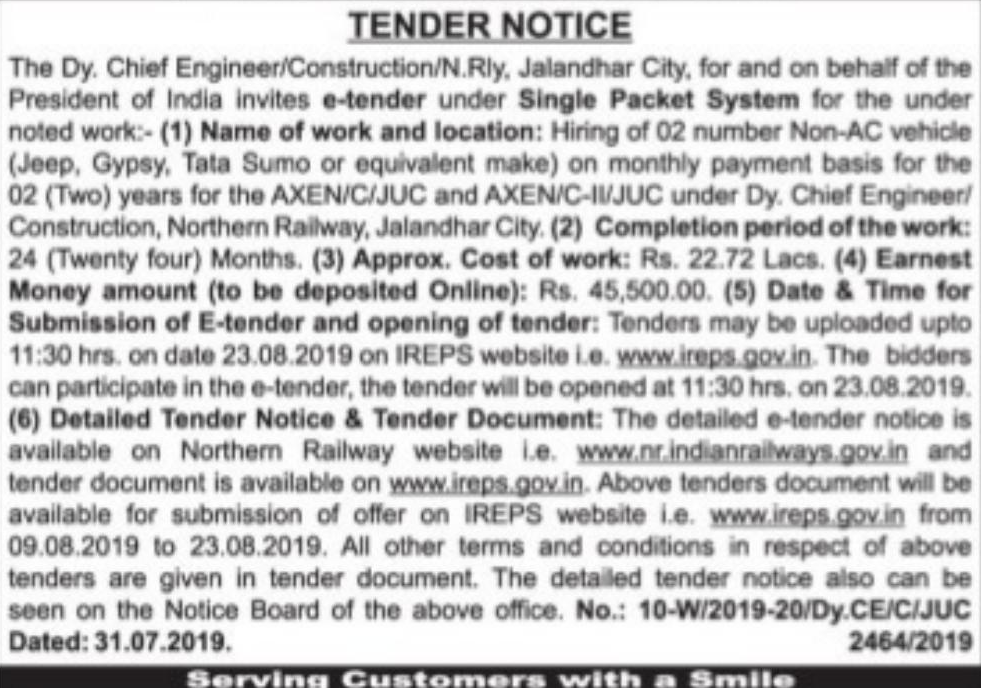 TENDER NOTICE
The Dy. Chief Engineer/Construction/N.Rly, Jalandhar City, for and on behalf of the
President of India invites e-tender under Single Packet System for the under
noted work:- (1) Name of work and location: Hiring of 02 number Non-AC vehicle
(Jeep, Gypsy, Tata Sumo or equivalent make) on monthly payment basis for the
02 (Two) years for the AXEN/C/JUC and AXEN/C-II/JUC under Dy. Chief Engineer/
Construction, Northern Railway, Jalandhar City. (2) Completion period of the work:
24 (Twenty four) Months. (3) Approx. Cost of work: Rs. 22.72 Lacs. (4) Earnest
Money amount (to be deposited Online): Rs. 45,500.00. (5) Date & Time for
Submission of E-tender and opening of tender: Tenders may be uploaded upto
11:30 hrs. on date 23.08.2019 on IREPS website i.e. www.ireps.gov.in. The bidders
can participate in the e-tender, the tender will be opened at 11:30 hrs. on 23.08.2019.
(6) Detailed Tender Notice & Tender Document: The detailed e-tender notice is
available on Northern Railway website i.e. www.nr.indianrailways.gov.in and
tender document is available on www.ireps.gov.in. Above tenders document will be
available for submission of offer on IREPS website i.e. www.ireps.gov.in from
09.08.2019 to 23.08.2019. All other terms and conditions in respect of above
tenders are given in tender document. The detailed tender notice also can be
seen on the Notice Board of the above office. No.: 10-W/2019-20/Dy.CE/C/JUC
Dated: 31.07.2019. 2464/2019
Serving Customers with a Smile